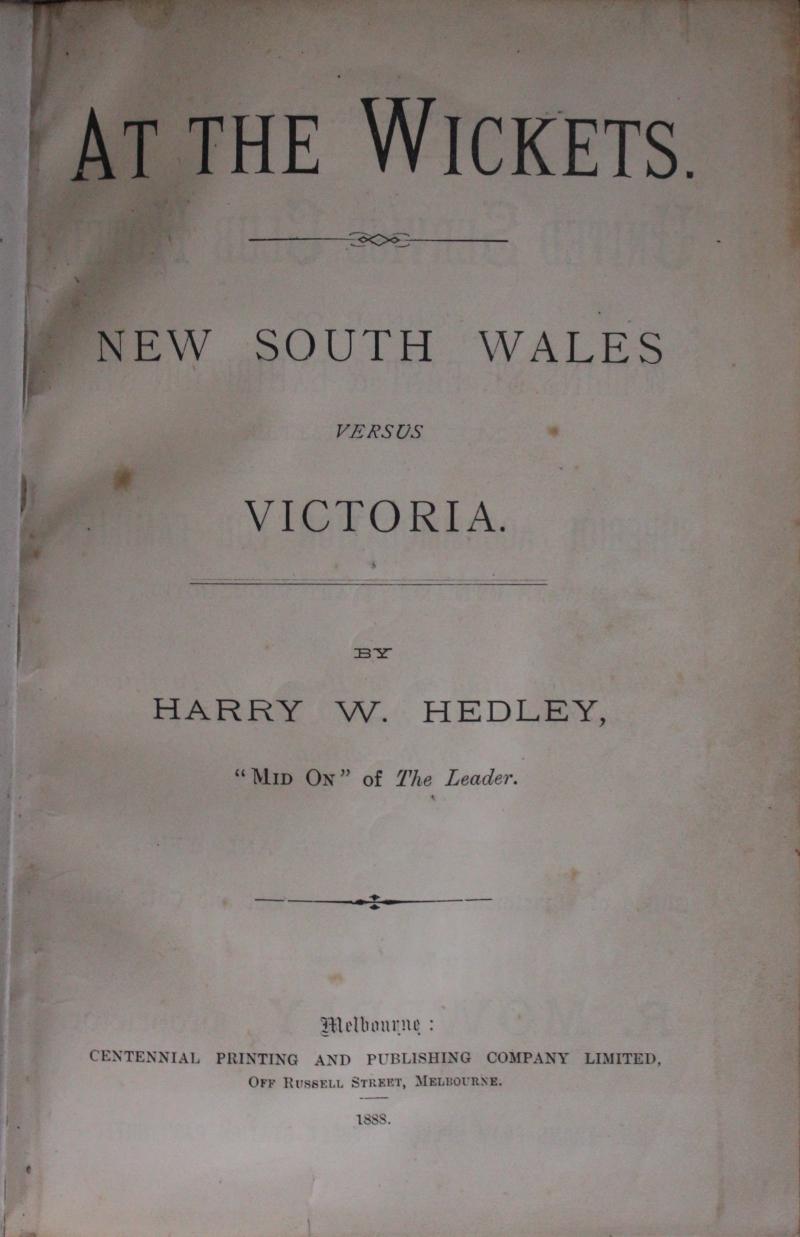 AT THE WICKETS.
NEW SOUTH WALES
VERSUS
VICTORIA.
BY
HARRY W. HEDLEY,
“MID ON” of The Leader.
Melbourne :
CENTENNIAL PRINTING AND PUBLISHING COMPANY LIMITED,
OFF RUSSELL STREET, MELBOURNE.
1888.